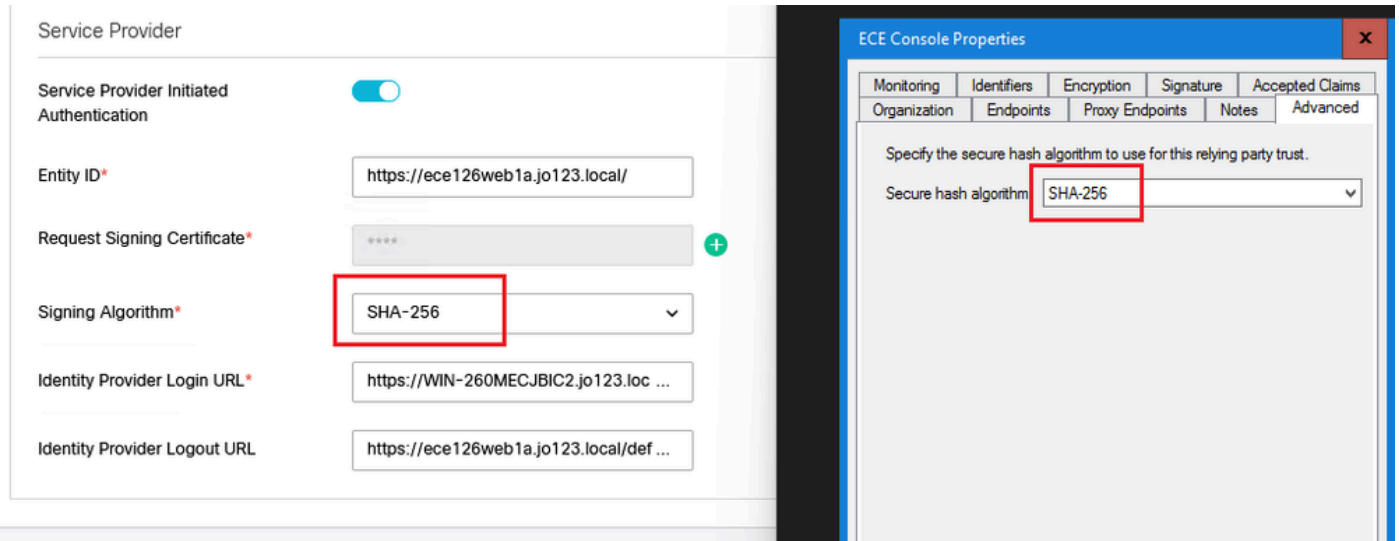 Service Provider
Service Provider Initiated
Authentication
Entity ID*
https://ece126web1a.jo123.local/
Request Signing Certificate*
****
Signing Algorithm*
SHA-256
Identity Provider Login URL*
https://WIN-260MECJBIC2.jo123.loc ...
Identity Provider Logout URL
https://ece126web1a.jo123.local/def ...
ECE Console Properties
x
Monitoring Identifiers Encryption Signature Accepted Claims
Organization Endpoints Proxy Endpoints Notes Advanced
Specify the secure hash algorithm to use for this relying party trust.
Secure hash algorithm
SHA-256